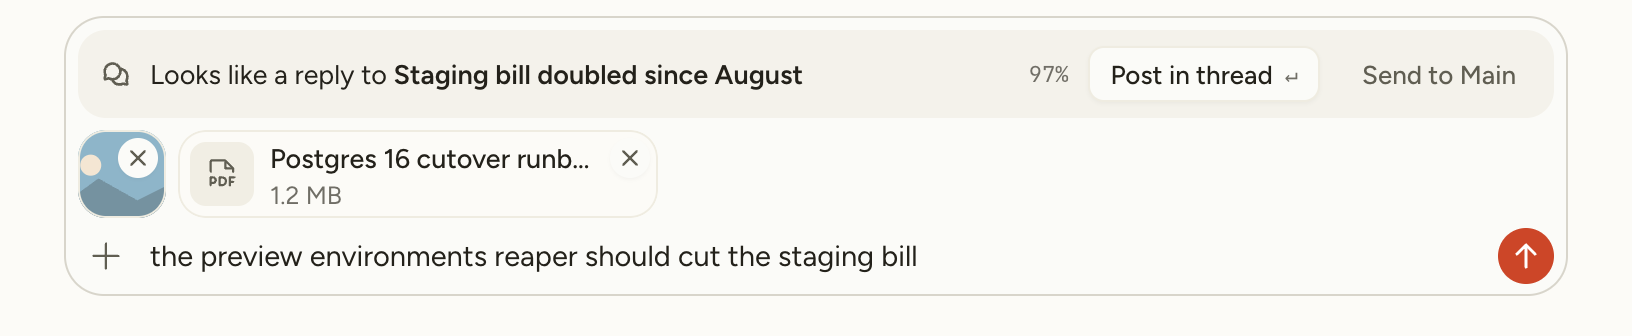 Looks like a reply to Staging bill doubled since August 97% Post in thread ↵ Send to Main
Postgres 16 cutover runb...
PDF
1.2 MB
the preview environments reaper should cut the staging bill